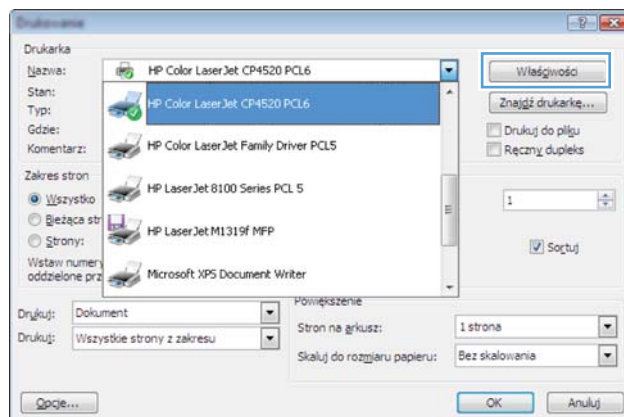 Drukowanie
Drukarka
Nazwa: HP Color LaserJet CP4520 PCL6 Właściwości
Stan: HP Color LaserJet CP4520 PCL6 Znajdź drukarkę...
Typ:
Gdzie: HP Color LaserJet Family Driver PCL5 Drukuj do pliku
Komentarz: Ręczny dupleks
Zakres stron HP LaserJet 8100 Series PCL 5
Wszystko 1
Bieżąca str HP LaserJet M1319f MFP
Strony: Sortuj
Wstaw numery
oddzielone prz Microsoft XPS Document Writer
Powiększenie
Drukuj: Dokument Stron na arkusz: 1 strona
Drukuj: Wszystkie strony z zakresu Skaluj do rozmiaru papieru: Bez skalowania
Opcje... OK Anuluj